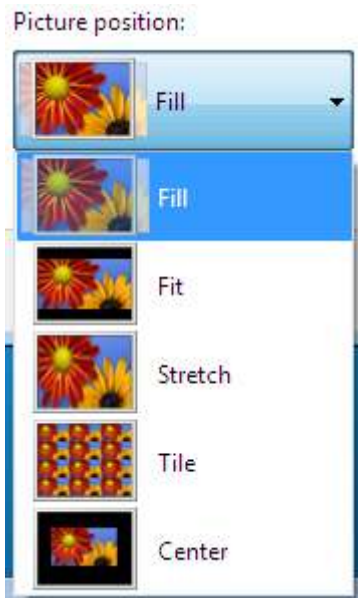 Picture position:
Fill
Fill
Fit
Stretch
Tile
Center